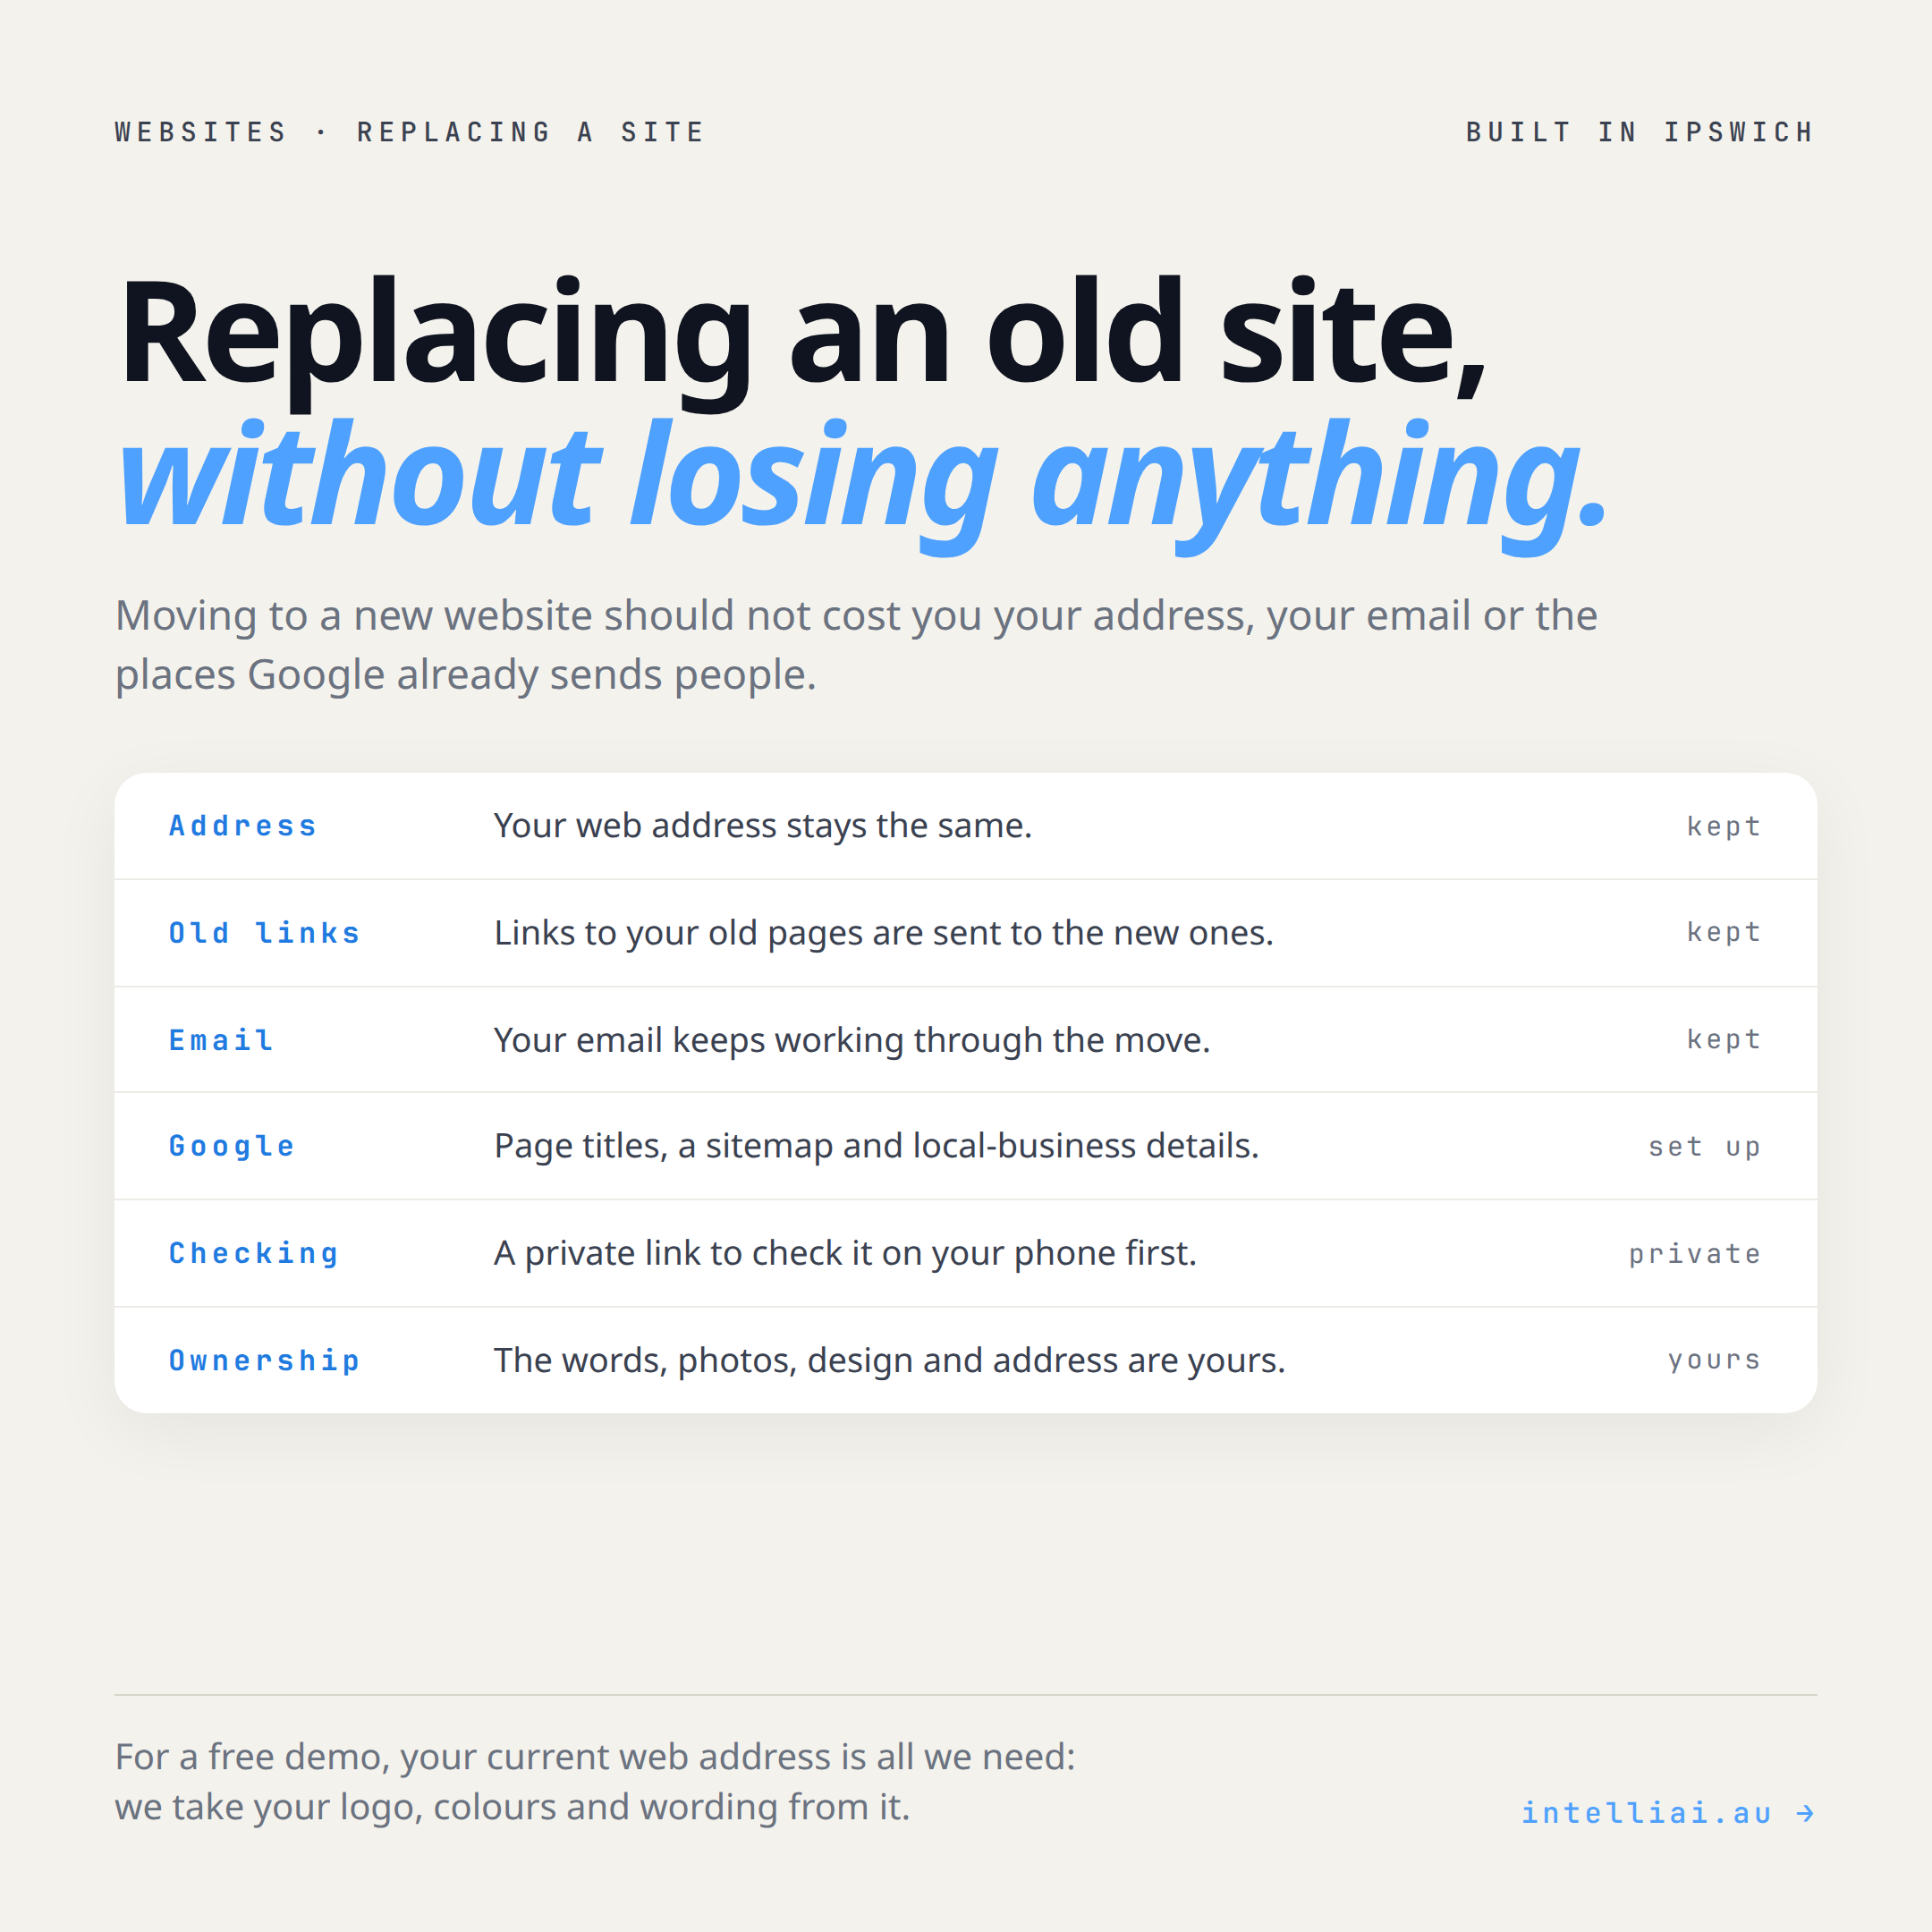 WEBSITES · REPLACING A SITE
BUILT IN IPSWICH
Replacing an old site,
without losing anything.
Moving to a new website should not cost you your address, your email or the
places Google already sends people.
Address Your web address stays the same. kept
Old links Links to your old pages are sent to the new ones. kept
Email Your email keeps working through the move. kept
Google Page titles, a sitemap and local-business details. set up
Checking A private link to check it on your phone first. private
Ownership The words, photos, design and address are yours. yours
For a free demo, your current web address is all we need:
we take your logo, colours and wording from it.
intelliai.au →